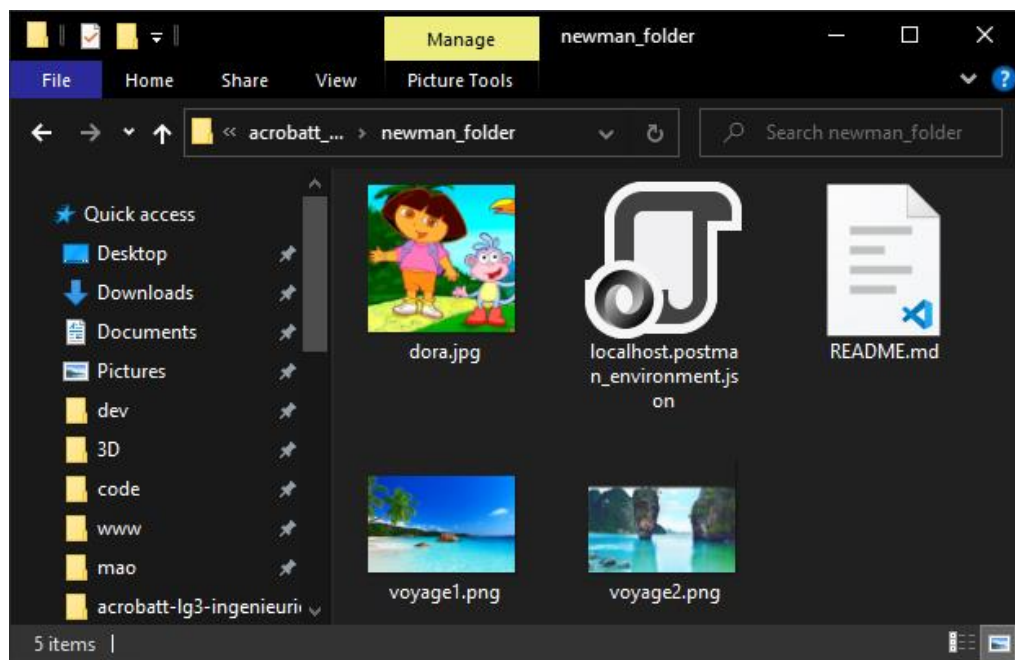 Manage
newman_folder
File
Home
Share
View
Picture Tools
« acrobatt_... › newman_folder
Search newman_folder
Quick access
Desktop
Downloads
Documents
Pictures
dev
3D
code
www
mao
acrobatt-lg3-ingenieuri
dora.jpg
localhost.postma
n_environment.js
on
README.md
voyage1.png
voyage2.png
5 items